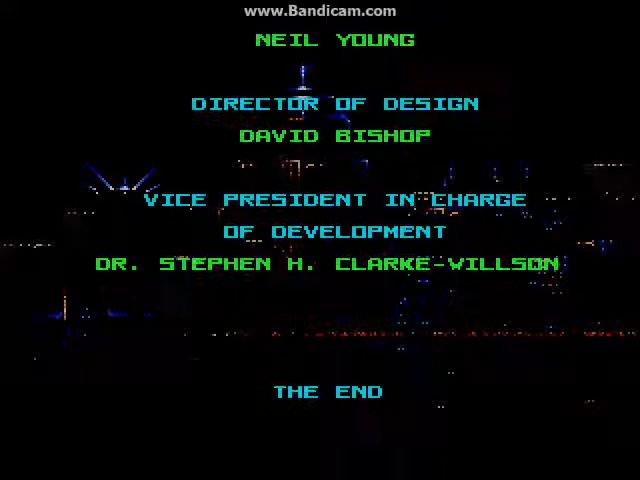 www.Bandicam.com
NEIL YOUNG
DIRECTOR OF DESIGN
DAVID BISHOP
VICE PRESIDENT IN CHARGE
OF DEVELOPMENT
DR. STEPHEN H. CLARKE-WILLSON
THE END